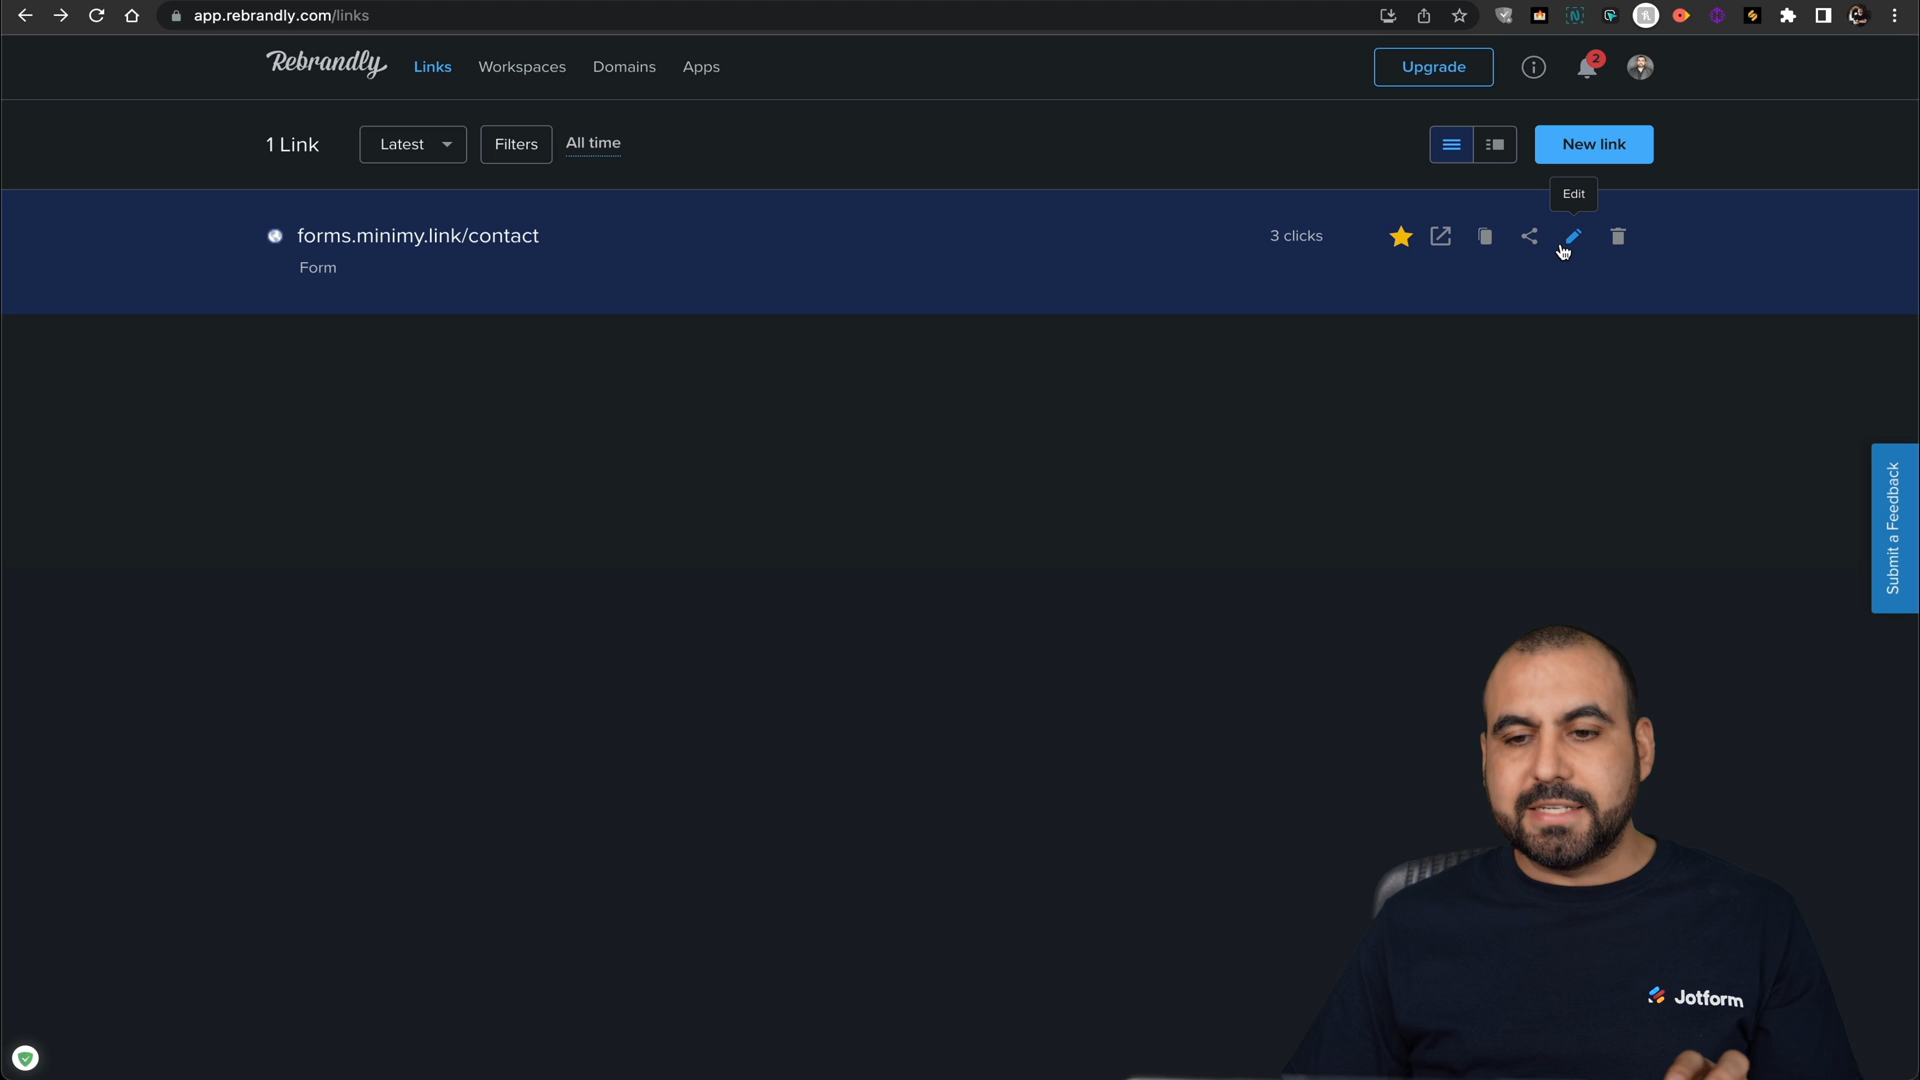 app.rebrandly.com/links
Rebrandly
Links
Workspaces
Domains
Apps
Upgrade
2
1 Link
Latest
Filters
All time
New link
Edit
forms.minimy.link/contact
3 clicks
Form
Submit a Feedback
Jotform